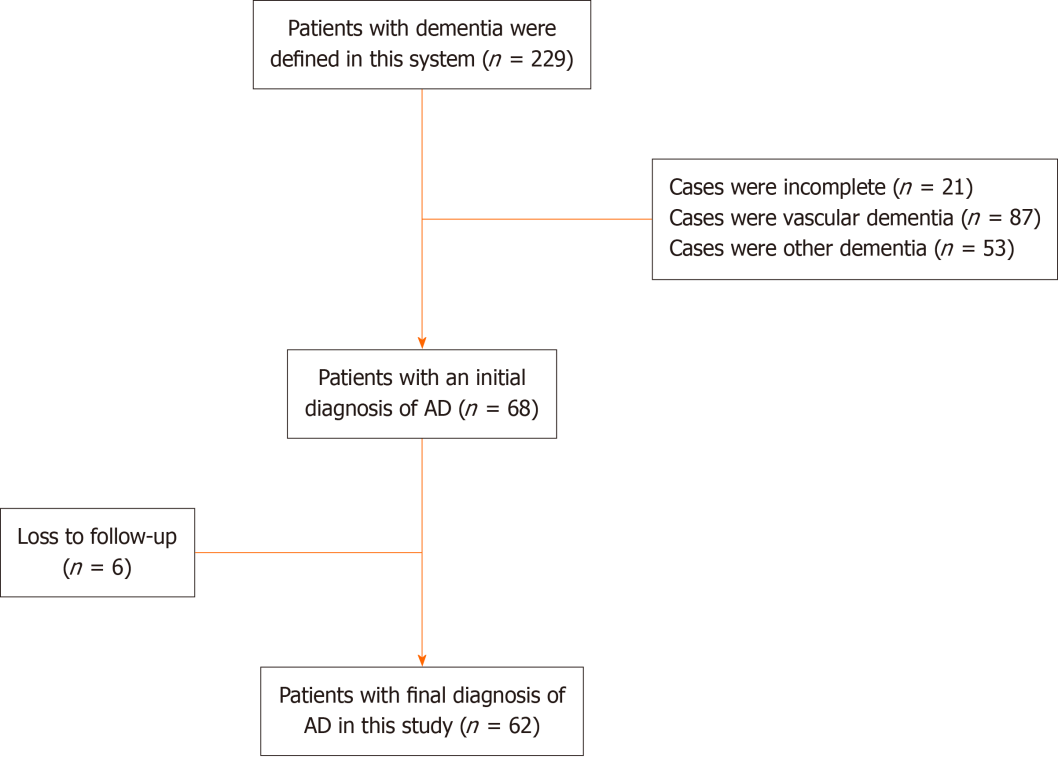 Patients with dementia were
defined in this system (n = 229)
Cases were incomplete (n = 21)
Cases were vascular dementia (n = 87)
Cases were other dementia (n = 53)
Patients with an initial
diagnosis of AD (n = 68)
Loss to follow-up
(n = 6)
Patients with final diagnosis of
AD in this study (n = 62)